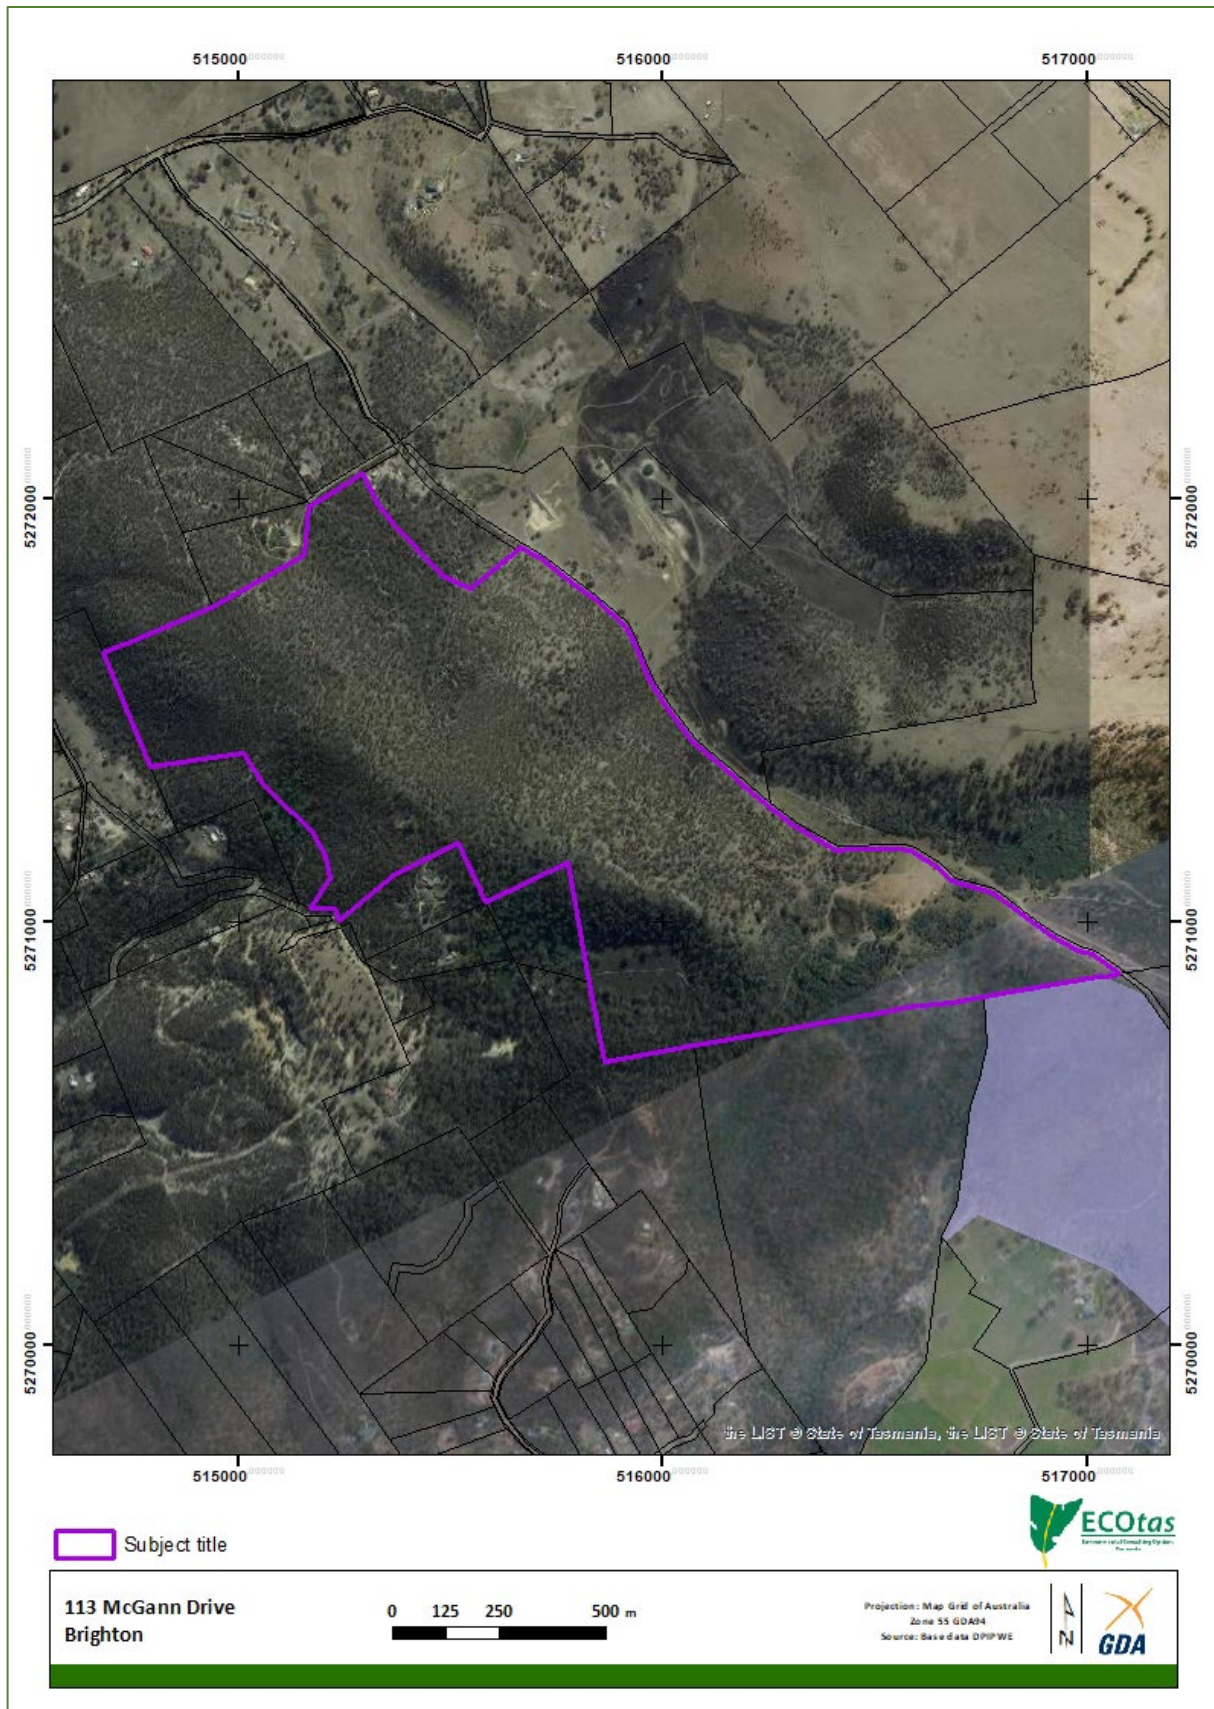 515000 516000 517000
5272000 5272000
5271000 5271000
5270000 5270000
the LIST © State of Tasmania, the LIST © State of Tasmania
515000 516000 517000
ECOtas
Subject title
113 McGann Drive
Brighton
0 125 250 500 m
Projection: Map Grid of Australia
Zone 55 GDA94
Source: Base data DPIPWE
N
GDA